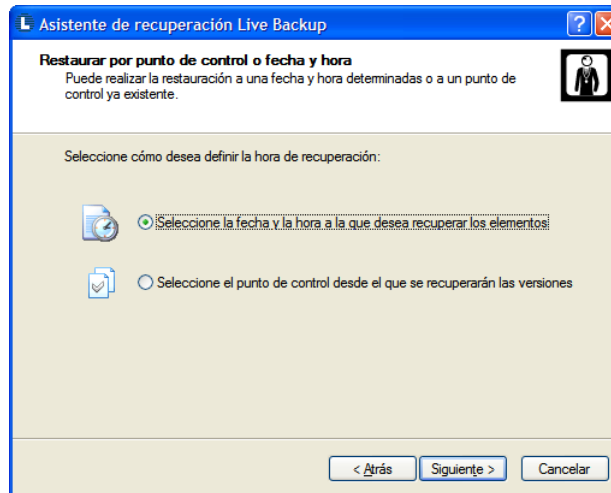 Asistente de recuperación Live Backup
Restaurar por punto de control o fecha y hora
Puede realizar la restauración a una fecha y hora determinadas o a un punto de
control ya existente.
Seleccione cómo desea definir la hora de recuperación:
Seleccione la fecha y la hora a la que desea recuperar los elementos
Seleccione el punto de control desde el que se recuperarán las versiones
< Atrás
Siguiente >
Cancelar